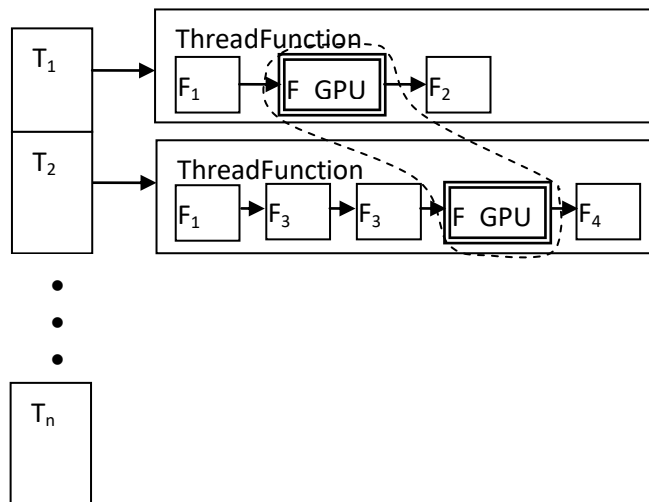 T₁
ThreadFunction
F₁ F GPU F₂
T₂
ThreadFunction
F₁ F₃ F₃ F GPU F₄
Tₙ